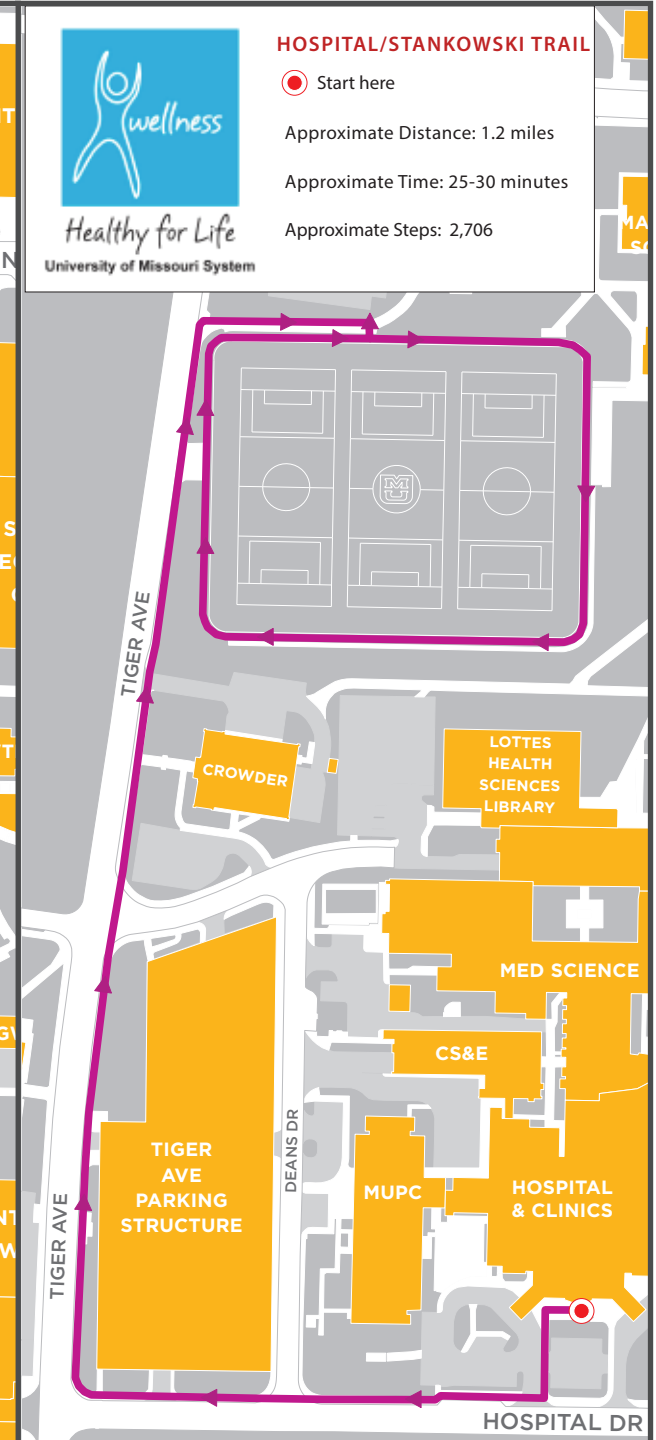 HOSPITAL/STANKOWSKI TRAIL
Start here
Approximate Distance: 1.2 miles
Approximate Time: 25-30 minutes
Approximate Steps: 2,706
wellness
Healthy for Life
University of Missouri System
MU
TIGER AVE
CROWDER
LOTTES
HEALTH
SCIENCES
LIBRARY
MED SCIENCE
CS&E
DEANS DR
TIGER
AVE
PARKING
STRUCTURE
MUPC
HOSPITAL
& CLINICS
TIGER AVE
HOSPITAL DR